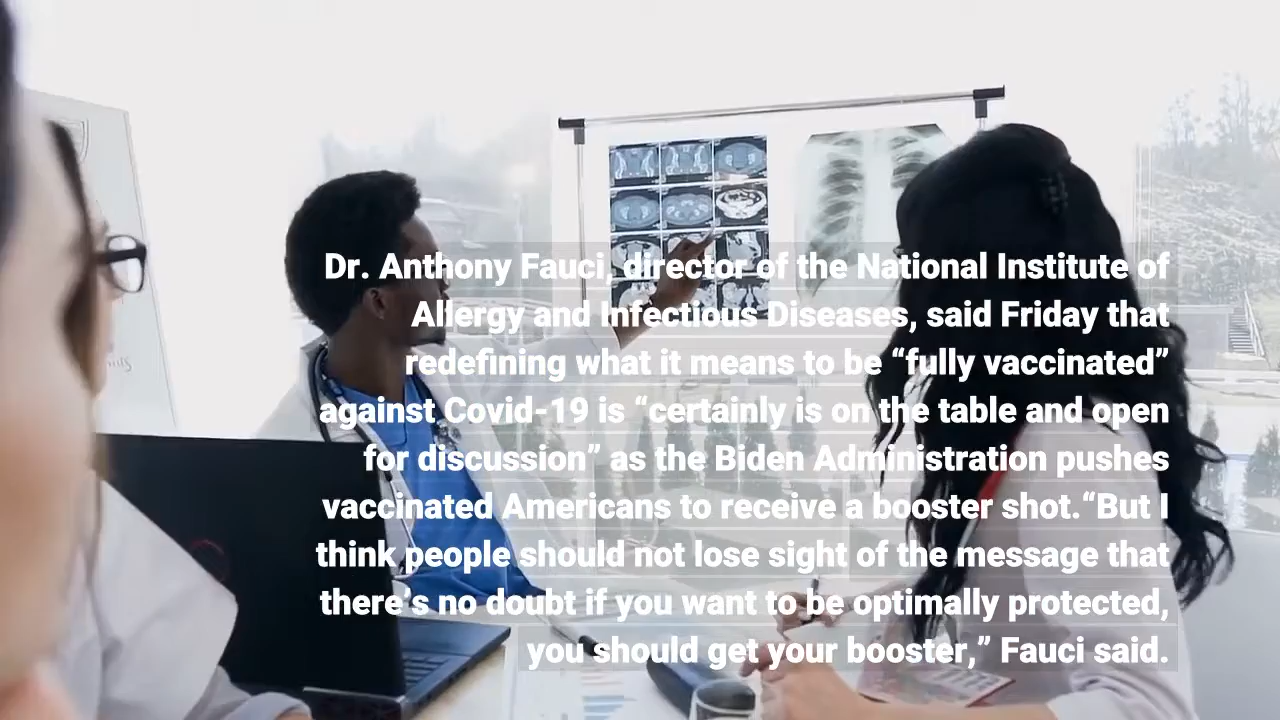 Dr. Anthony Fauci, director of the National Institute of
Allergy and Infectious Diseases, said Friday that
redefining what it means to be “fully vaccinated”
against Covid-19 is “certainly is on the table and open
for discussion” as the Biden Administration pushes
vaccinated Americans to receive a booster shot.“But I
think people should not lose sight of the message that
there’s no doubt if you want to be optimally protected,
you should get your booster,” Fauci said.